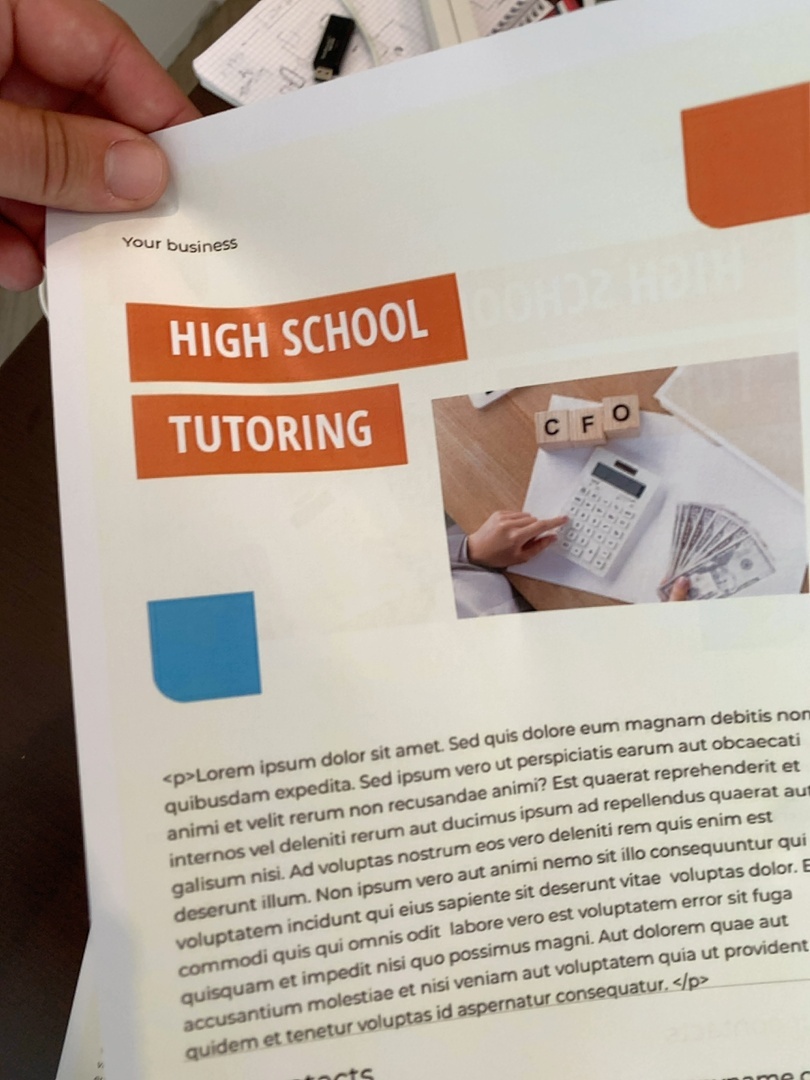 Your business
HIGH SCHOOL
TUTORING
C F O
<p>Lorem ipsum dolor sit amet. Sed quis dolore eum magnam debitis non
quibusdam expedita. Sed ipsum vero ut perspiciatis earum aut obcaecati
animi et velit rerum non recusandae animi? Est quaerat reprehenderit et
internos vel deleniti rerum aut ducimus ipsum ad repellendus quaerat aut
galisum nisi. Ad voluptas nostrum eos vero deleniti rem quis enim est
deserunt illum. Non ipsum vero aut animi nemo sit illo consequuntur qui
voluptatem incidunt qui eius sapiente sit deserunt vitae voluptas dolor. E
commodi quis qui omnis odit labore vero est voluptatem error sit fuga
quisquam et impedit nisi quo possimus magni. Aut dolorem quae aut
accusantium molestiae et nisi veniam aut voluptatem quia ut provident
quidem et tenetur voluptas id aspernatur consequatur. </p>